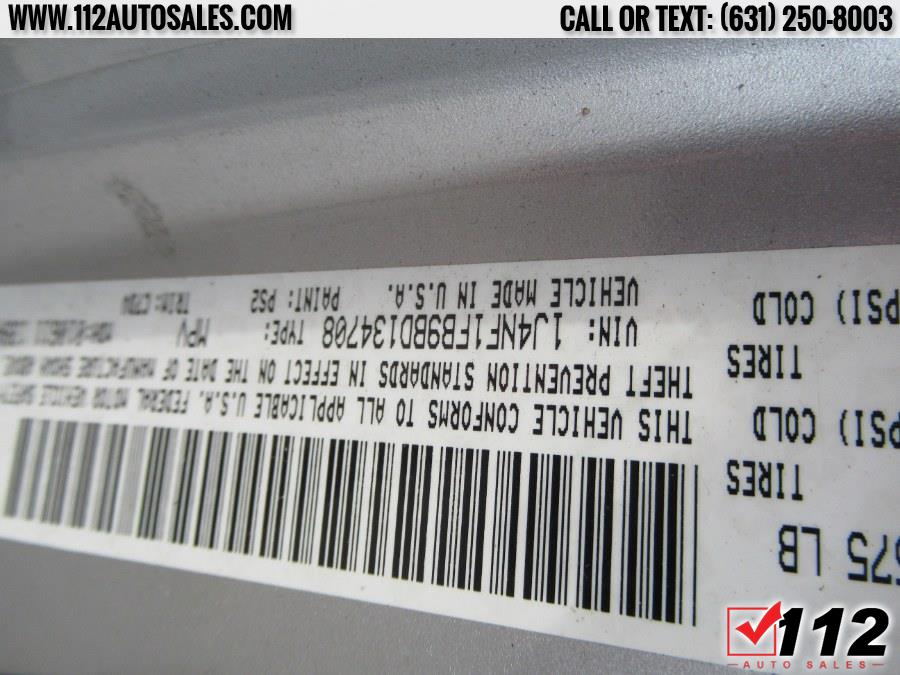 WWW.112AUTOSALES.COM
CALL OR TEXT: (631) 250-8003
575 LB
TIRES
PSI) COLD
TIRES
PSI) COLD
THIS VEHICLE CONFORMS TO ALL APPLICABLE U.S.A. FEDERAL MOTOR VEHICLE SAFETY
THEFT PREVENTION STANDARDS IN EFFECT ON THE DATE OF MANUFACTURE SHOWN ABOVE.
VIN: 1J4NF1FB9BD134708 TYPE: MPV
VEHICLE MADE IN U.S.A. PAINT: PS2 TRIM:
112
AUTO SALES